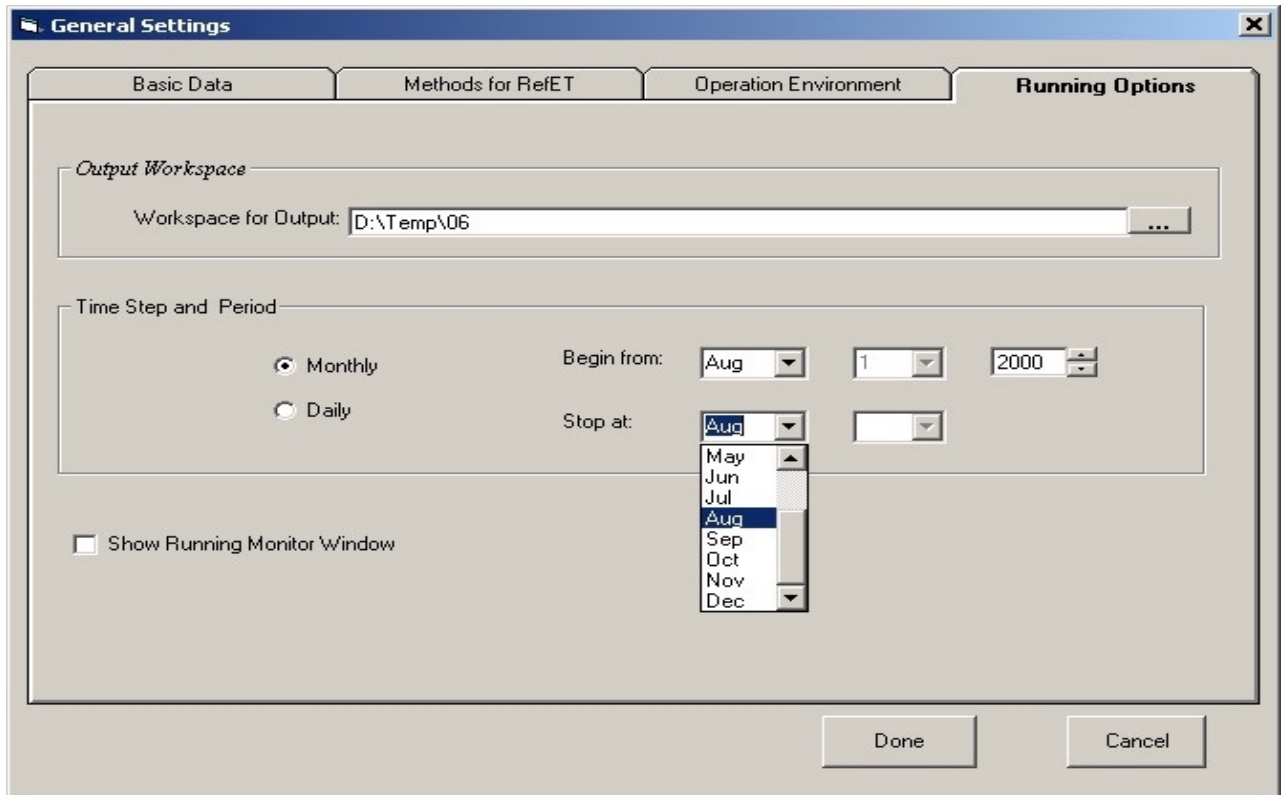 General Settings
Basic Data Methods for RefET Operation Environment Running Options
Output Workspace
Workspace for Output: D:\Temp\06 ...
Time Step and Period
Monthly Begin from: Aug 1 2000
Daily Stop at: Aug
May
Jun
Jul
Aug
Sep
Oct
Nov
Dec
Show Running Monitor Window
Done Cancel